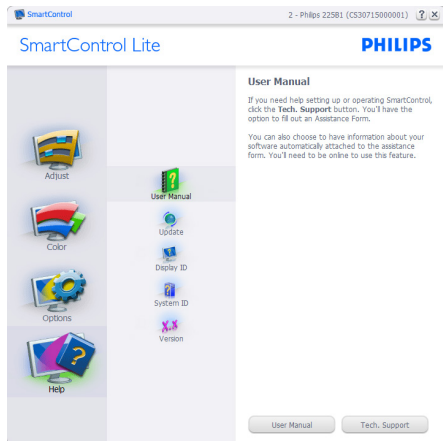 SmartControl
2 - Philips 225B1 (CS30715000001)
SmartControl Lite
PHILIPS
Adjust
Color
Options
Help
User Manual
Update
Display ID
System ID
X.X
Version
User Manual
If you need help setting up or operating SmartControl,
click the Tech. Support button. You'll have the
option to fill out an Assistance Form.
You can also choose to have information about your
software automatically attached to the assistance
form. You'll need to be online to use this feature.
User Manual
Tech. Support